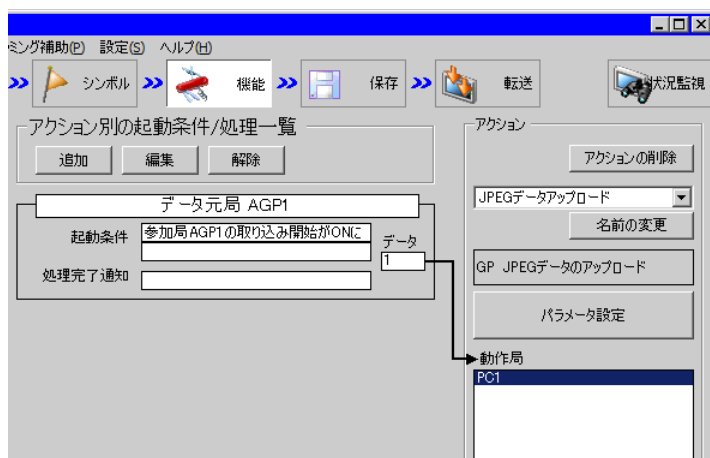 ミング補助(P) 設定(S) ヘルプ(H)
シンボル 機能 保存 転送 状況監視
アクション別の起動条件/処理一覧
追加 編集 解除
データ元局 AGP1
起動条件 参加局AGP1の取り込み開始がONに
データ
1
処理完了通知
アクション
アクションの削除
JPEGデータアップロード
名前の変更
GP JPEGデータのアップロード
パラメータ設定
動作局
PC1